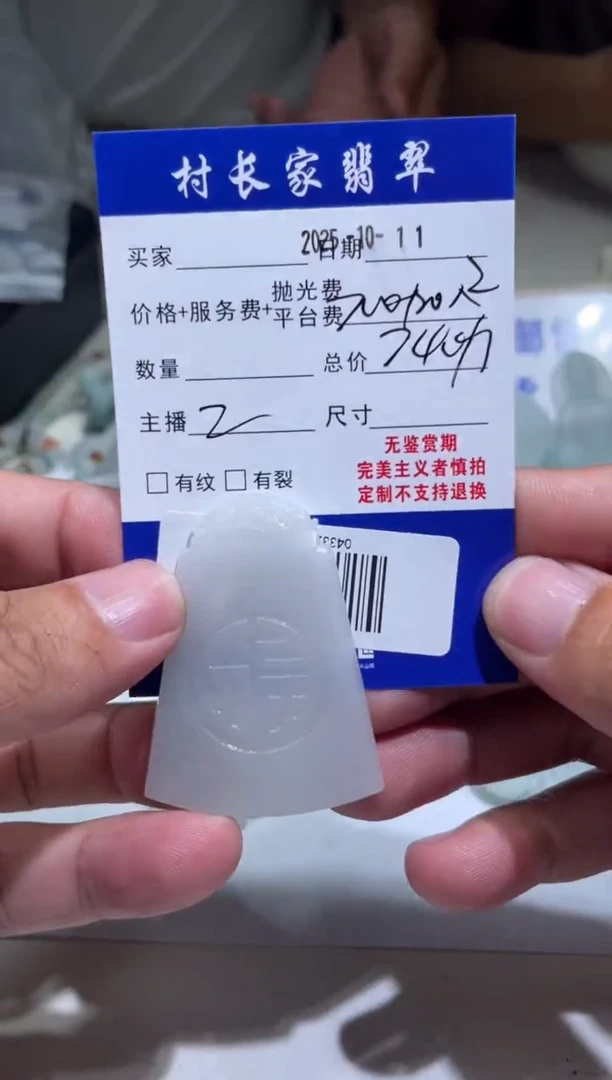 村长家翡翠
买家 日期 2025-10-11
价格+服务费+抛光费
平台费
数量 总价
主播 尺寸
无鉴赏期
完美主义者慎拍
定制不支持退换
□有纹 □有裂